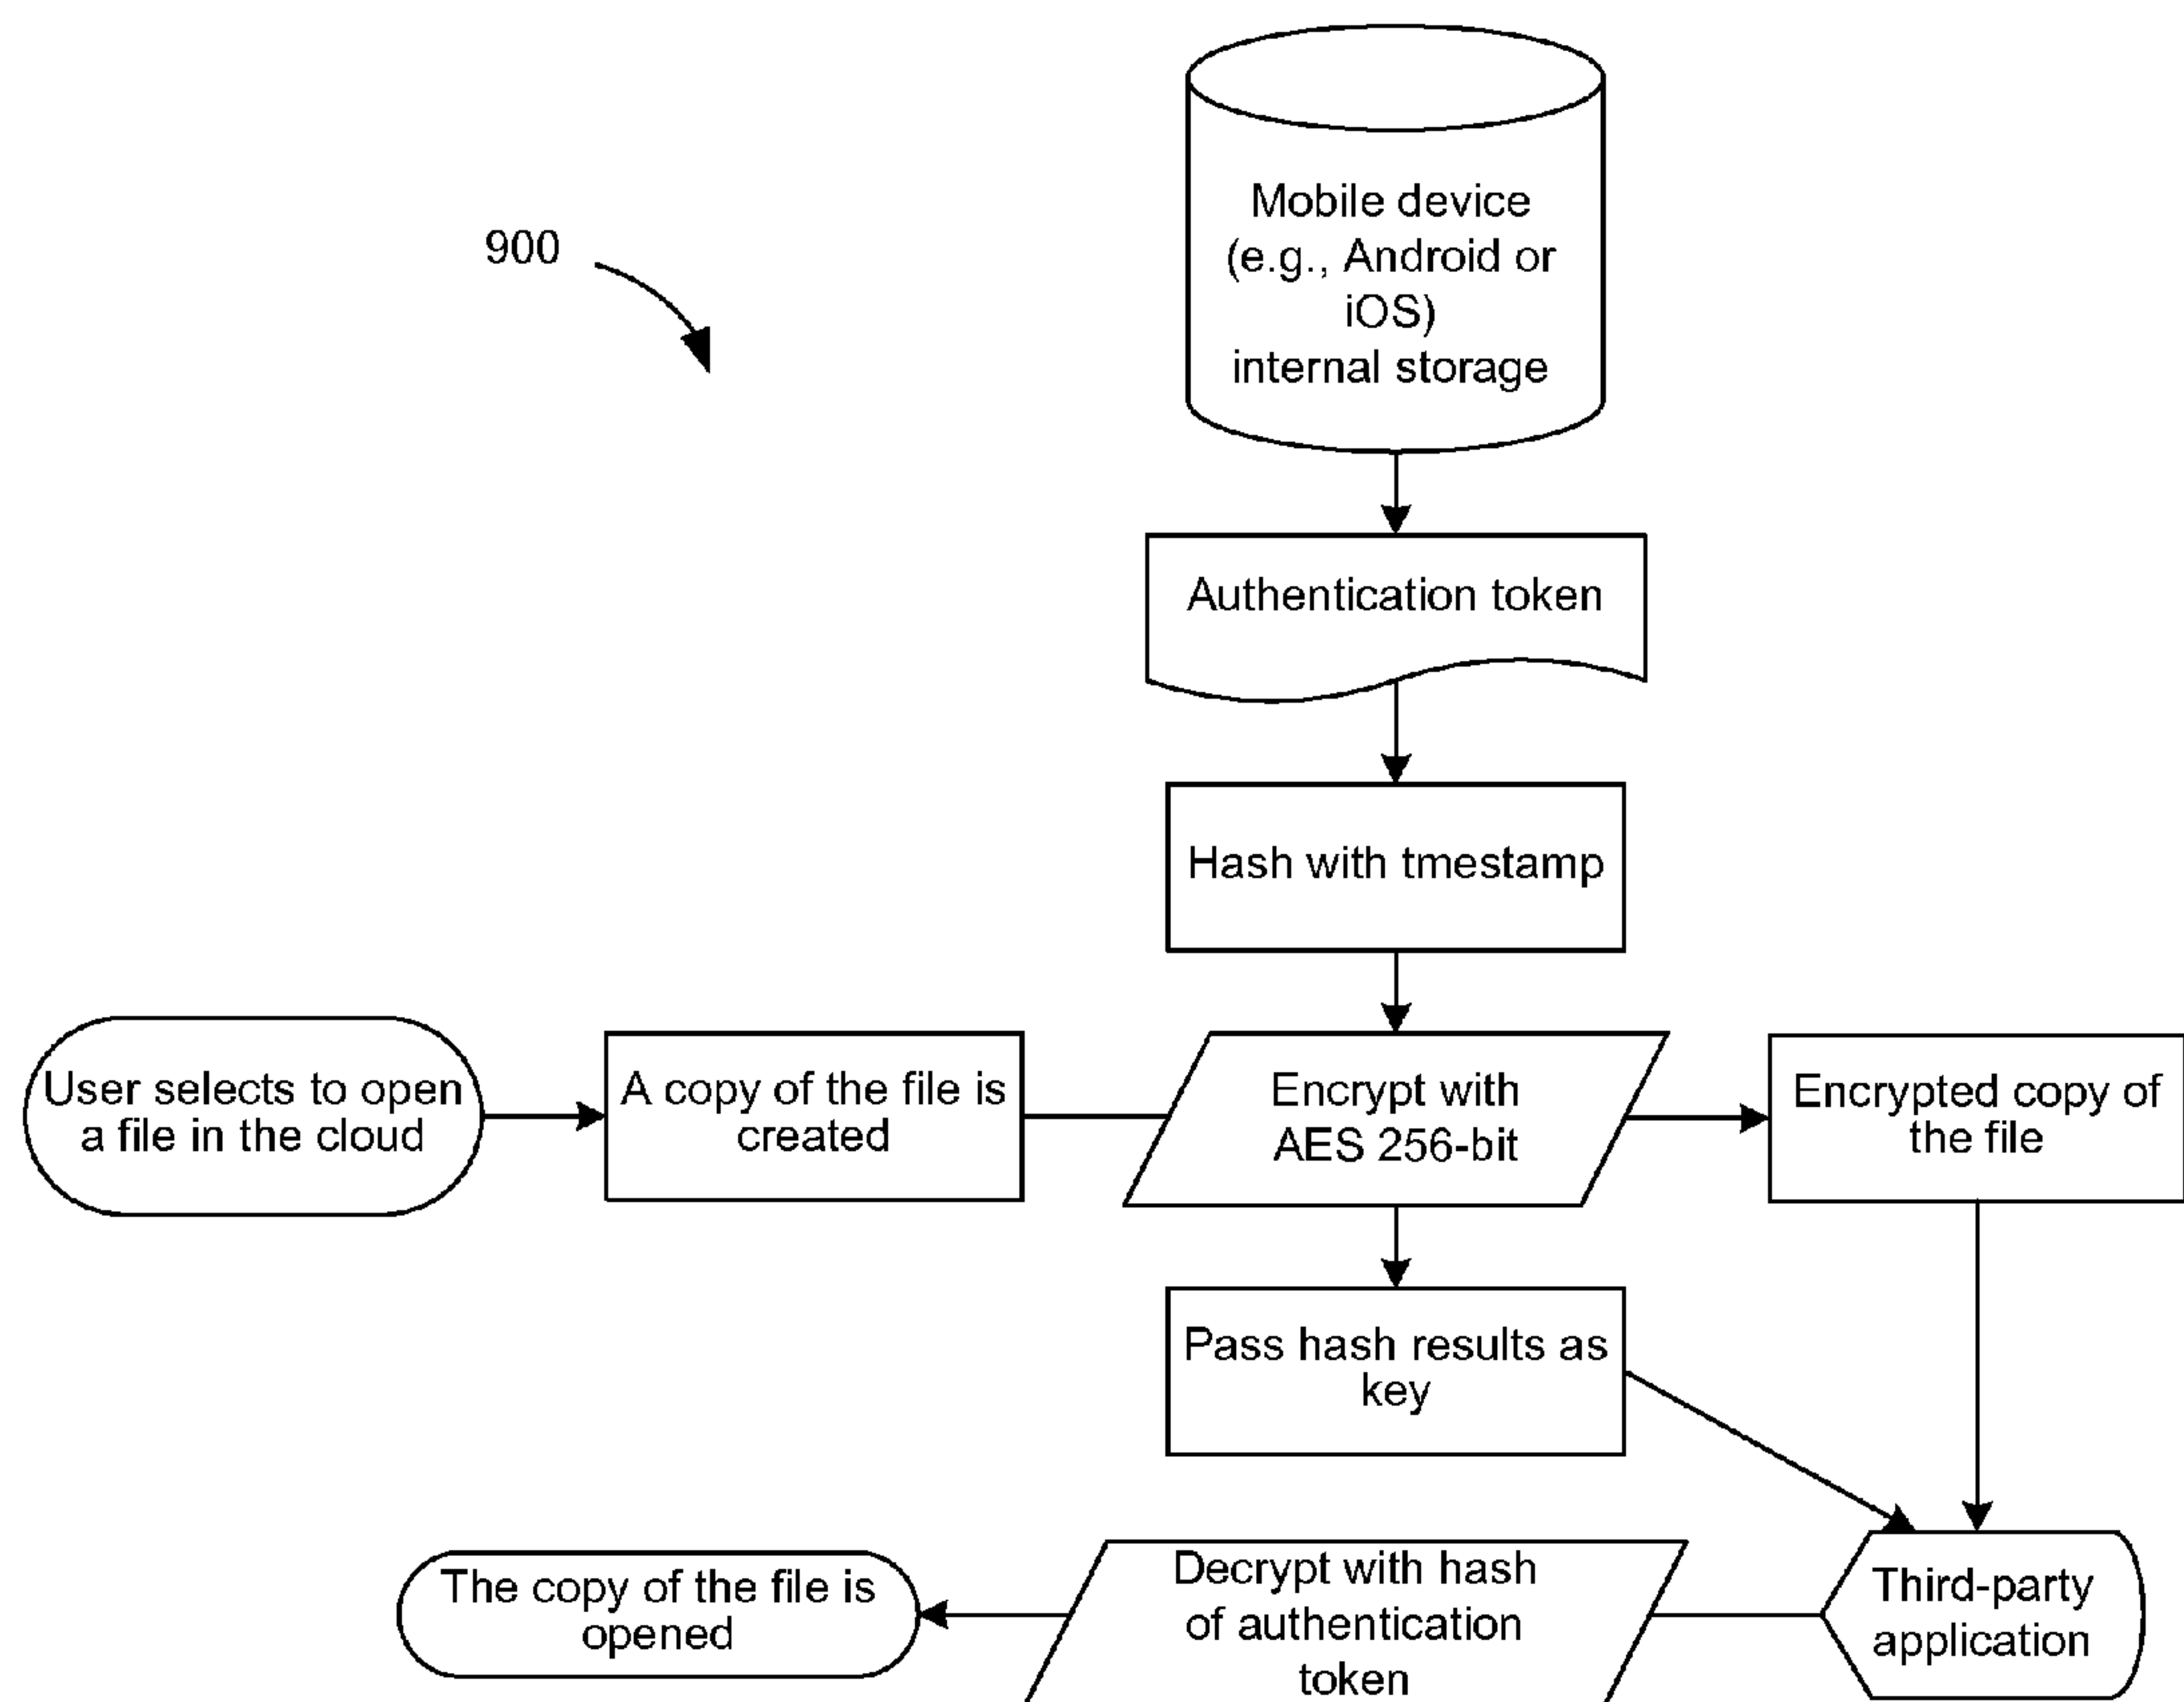 900
Mobile device
(e.g., Android or
iOS)
internal storage
Authentication token
Hash with tmestamp
User selects to open
a file in the cloud
A copy of the file is
created
Encrypt with
AES 256-bit
Encrypted copy of
the file
Pass hash results as
key
The copy of the file is
opened
Decrypt with hash
of authentication
token
Third-party
application